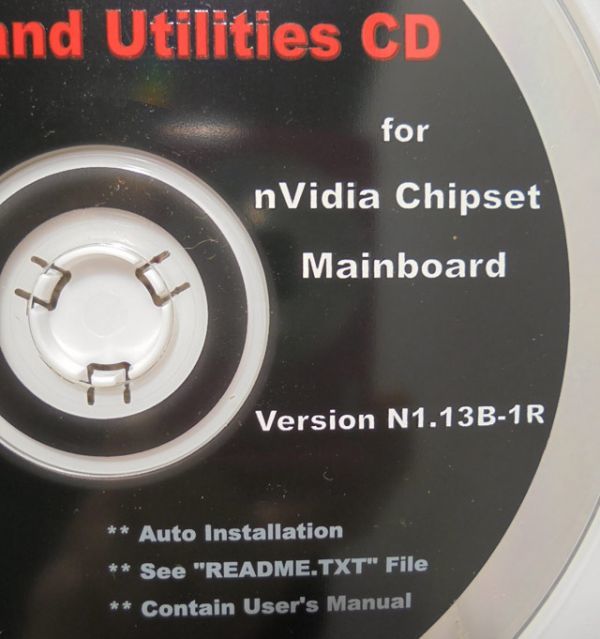 and Utilities CD
for
nVidia Chipset
Mainboard
Version N1.13B-1R
** Auto Installation
** See "README.TXT" File
** Contain User's Manual